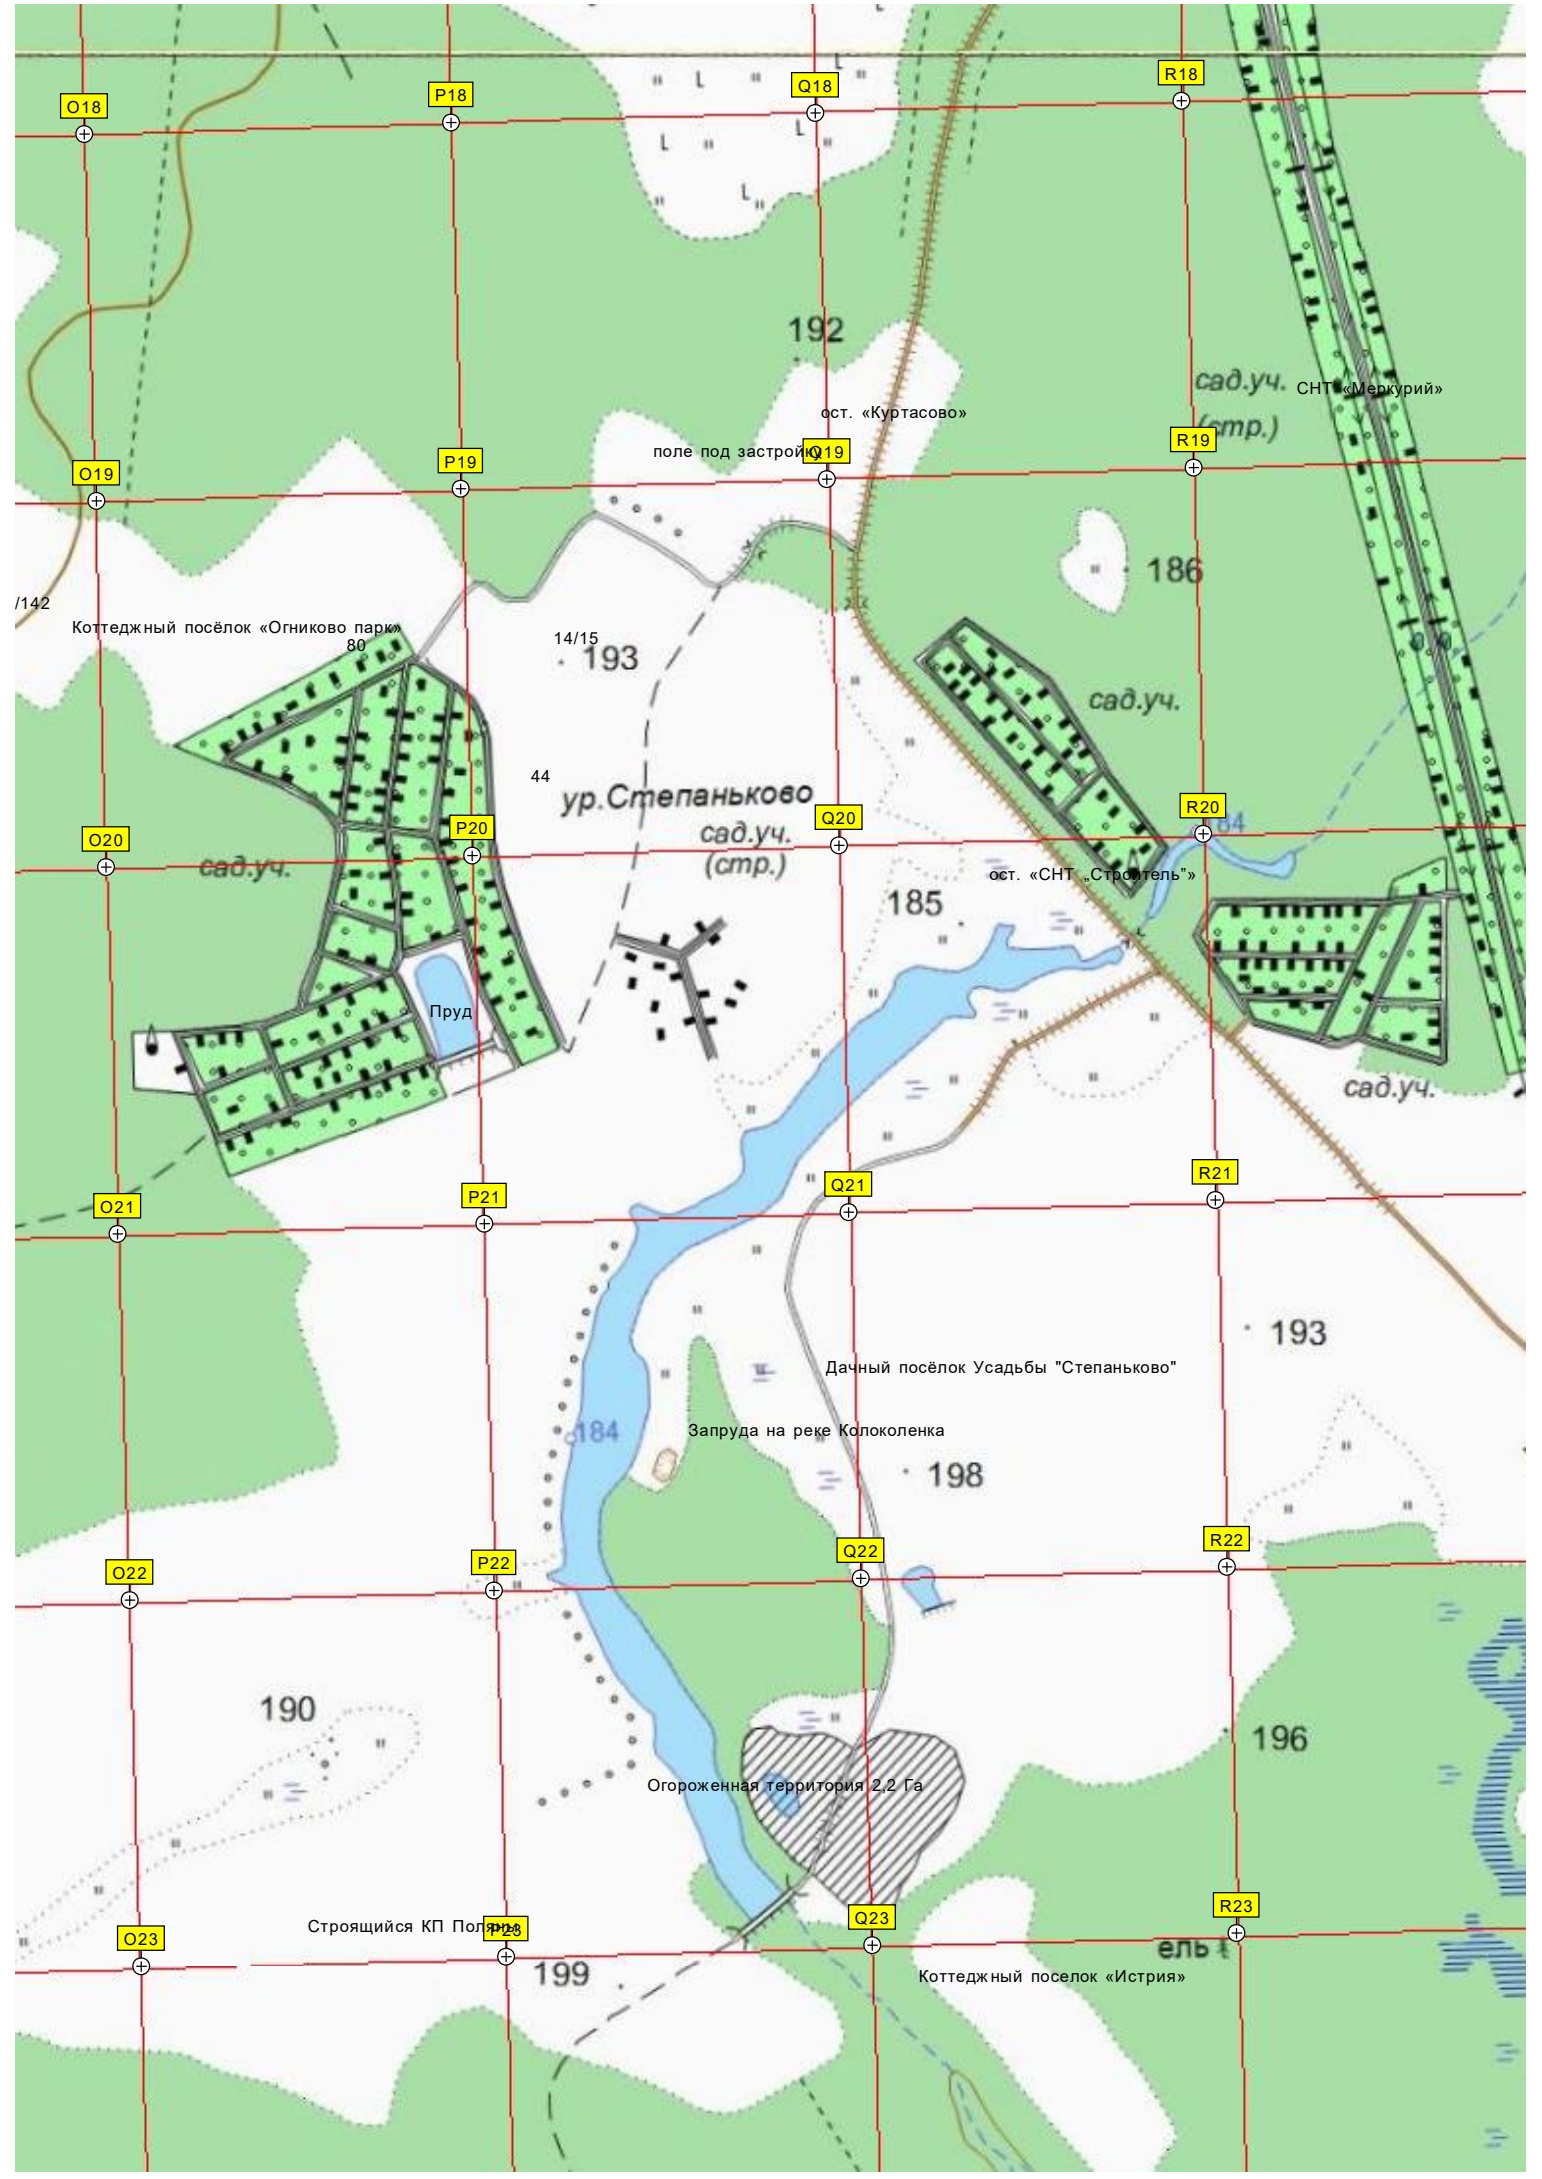 R18
Q18
P18
O18
192
сад.уч.
(стр.)
СНТ «Меркурий»
ост. «Куртасово»
R19
поле под застройку
Q19
P19
O19
186
/142
Коттеджный посёлок «Огниково парк»
80
14/15
193
сад.уч.
44
ур.Степаньково
сад.уч.
(стр.)
R20
184
Q20
P20
O20
сад.уч.
ост. «СНТ „Строитель”»
185
Пруд
сад.уч.
R21
Q21
P21
O21
193
Дачный посёлок Усадьбы "Степаньково"
184
Запруда на реке Колоколенка
198
R22
Q22
P22
O22
190
196
Огороженная территория 2,2 Га
R23
Q23
Строящийся КП Поляны
P23
O23
ель
199
Коттеджный поселок «Истрия»